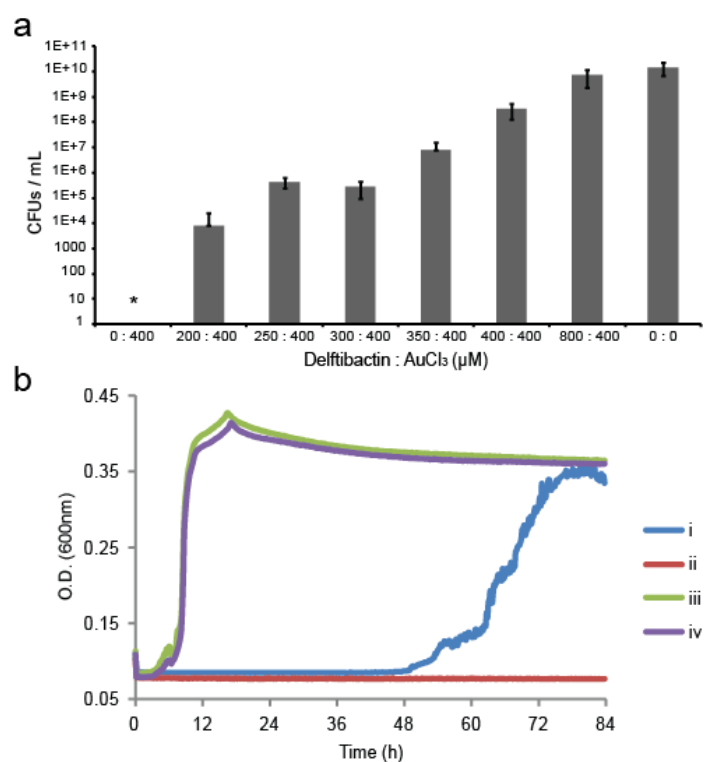 a
CFUs / mL
1E+11
1E+10
1E+9
1E+8
1E+7
1E+6
1E+5
1E+4
1000
100
10
1
*
0 : 400 200 : 400 250 : 400 300 : 400 350 : 400 400 : 400 800 : 400 0 : 0
Delftibactin : AuCl₃ (µM)
b
O.D. (600nm)
0.45
0.35
0.25
0.15
0.05
0 12 24 36 48 60 72 84
Time (h)
i
ii
iii
iv